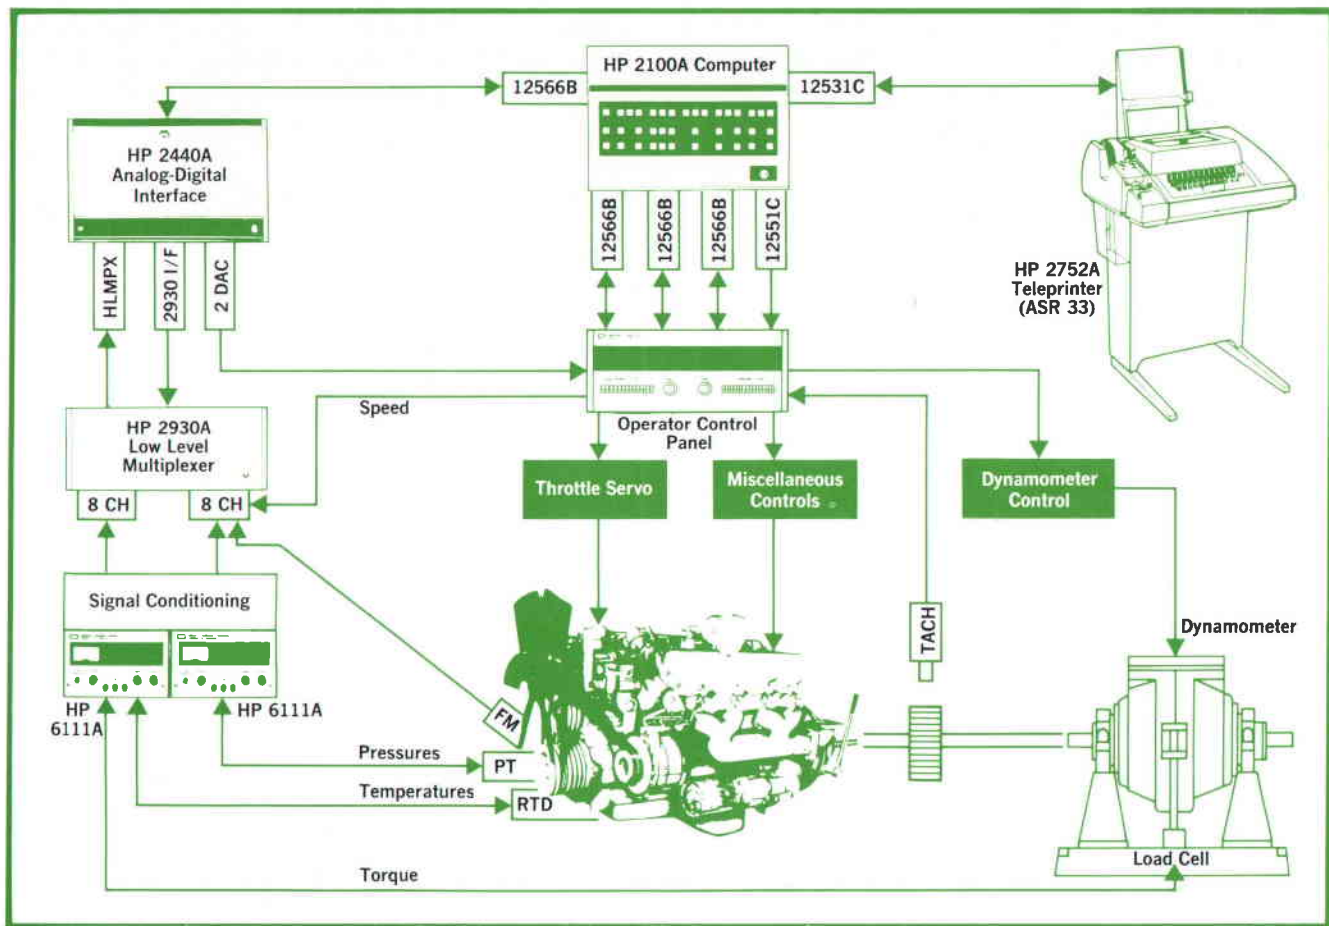 HP 2100A Computer
12566B
12531C
HP 2440A
Analog-Digital
Interface
12566B
12566B
12566B
12551C
HLMPX
2930 I/F
2 DAC
HP 2752A
Teleprinter
(ASR 33)
Speed
Operator Control
Panel
HP 2930A
Low Level
Multiplexer
8 CH
8 CH
Throttle Servo
Miscellaneous
Controls
Dynamometer
Control
Signal Conditioning
TACH
Dynamometer
HP
6111A
HP 6111A
FM
Pressures
PT
Temperatures
RTD
Torque
Load Cell